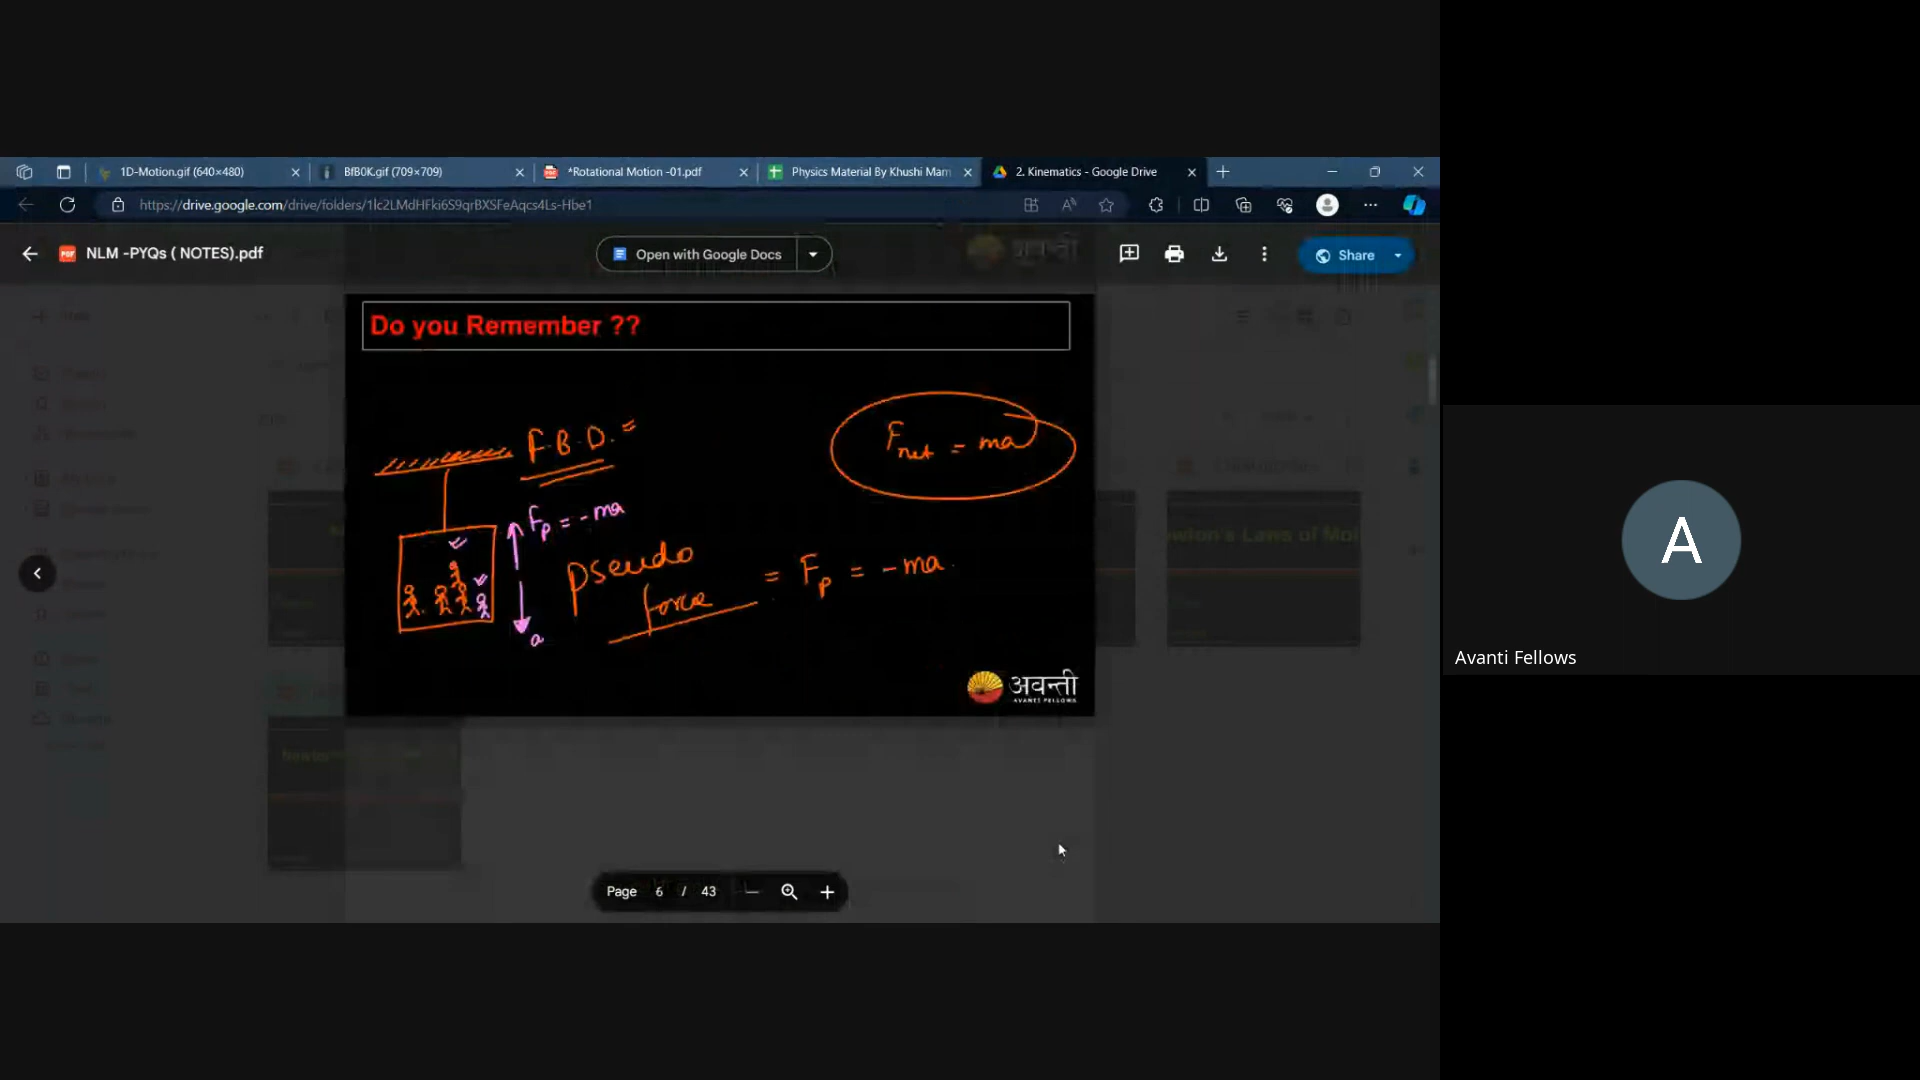 1D-Motion.gif (640×480)
BfB0K.gif (709×709)
*Rotational Motion -01.pdf
Physics Material By Khushi Mam
2. Kinematics - Google Drive
https://drive.google.com/drive/folders/1lc2LMdHFki6S9qrBXSFeAqcs4Ls-Hbe1
NLM -PYQs ( NOTES).pdf
Open with Google Docs
Share
Do you Remember ??
F.B.D. =
Fnet = ma
Fp = -ma
pseudo
force = Fp = -ma
a
अवन्ती
AVANTI FELLOWS
Page 6 / 43
A
Avanti Fellows